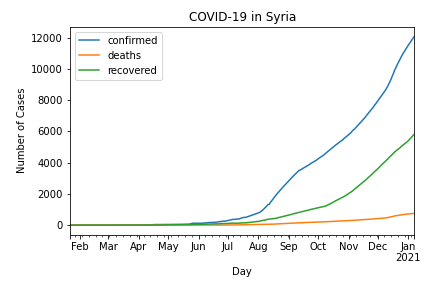 COVID-19 in Syria
confirmed
deaths
recovered
12000
10000
8000
6000
4000
2000
0
Number of Cases
Feb Mar Apr May Jun Jul Aug Sep Oct Nov Dec Jan
2021
Day